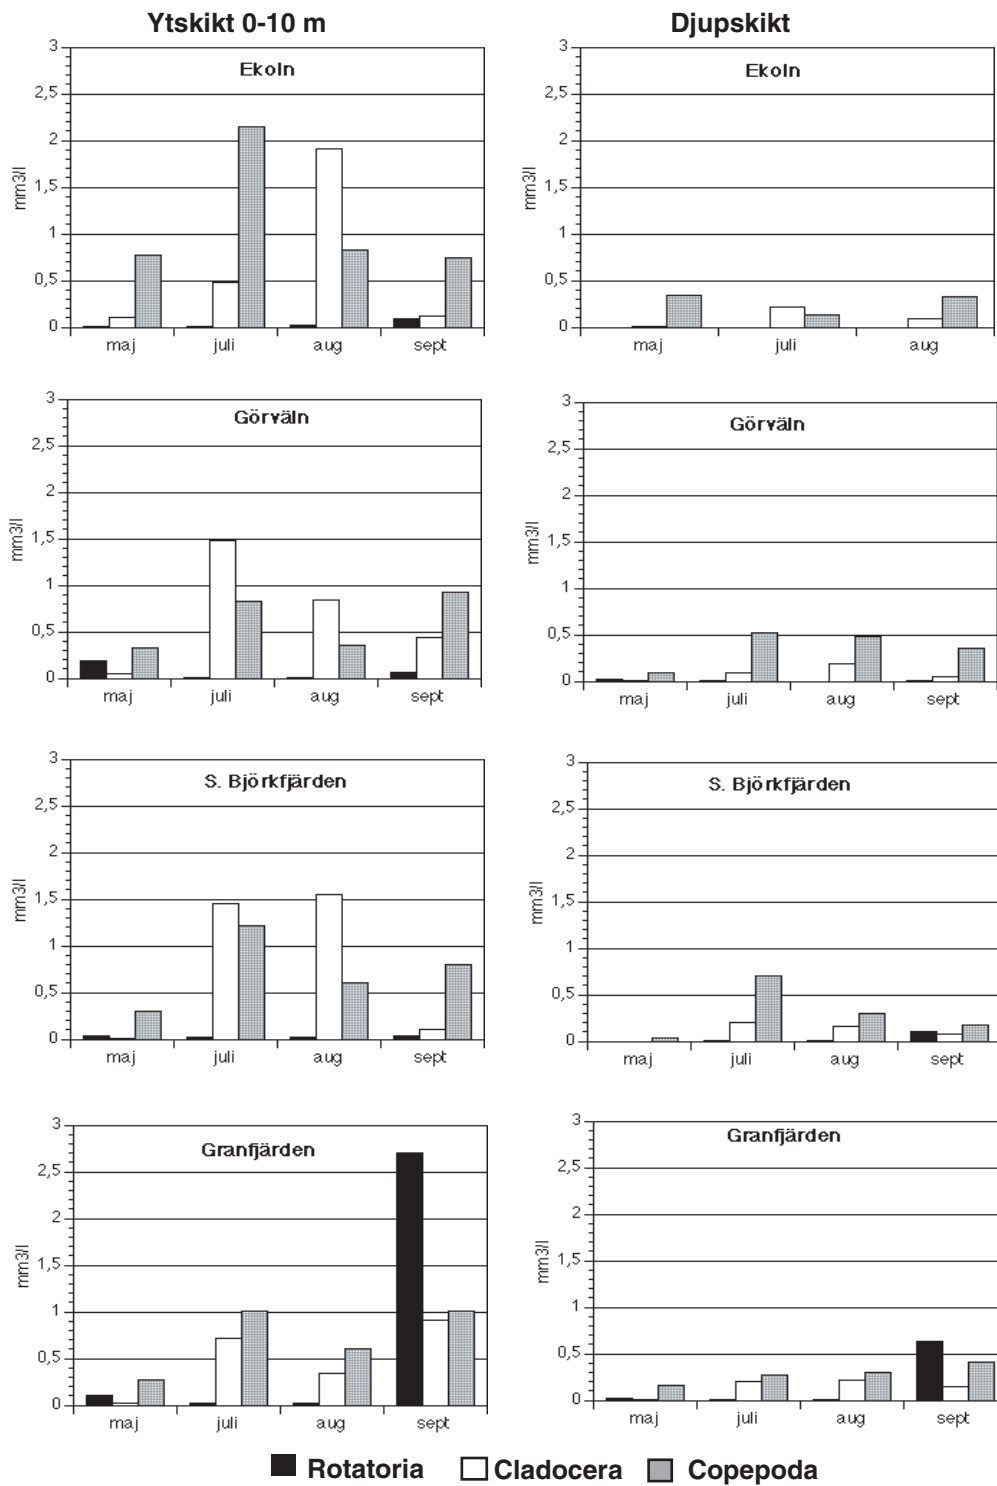 Ytskikt 0-10 m
Djupskikt
Ekoln
3
2,5
2
1,5
1
0,5
0
mm3/l
maj juli aug sept
Ekoln
3
2,5
2
1,5
1
0,5
0
mm3/l
maj juli aug
Görväln
3
2,5
2
1,5
1
0,5
0
mm3/l
maj juli aug sept
Görväln
3
2,5
2
1,5
1
0,5
0
mm3/l
maj juli aug sept
S. Björkfjärden
3
2,5
2
1,5
1
0,5
0
mm3/l
maj juli aug sept
S. Björkfjärden
3
2,5
2
1,5
1
0,5
0
mm3/l
maj juli aug sept
Granfjärden
3
2,5
2
1,5
1
0,5
0
mm3/l
maj juli aug sept
Granfjärden
3
2,5
2
1,5
1
0,5
0
mm3/l
maj juli aug sept
Rotatoria Cladocera Copepoda